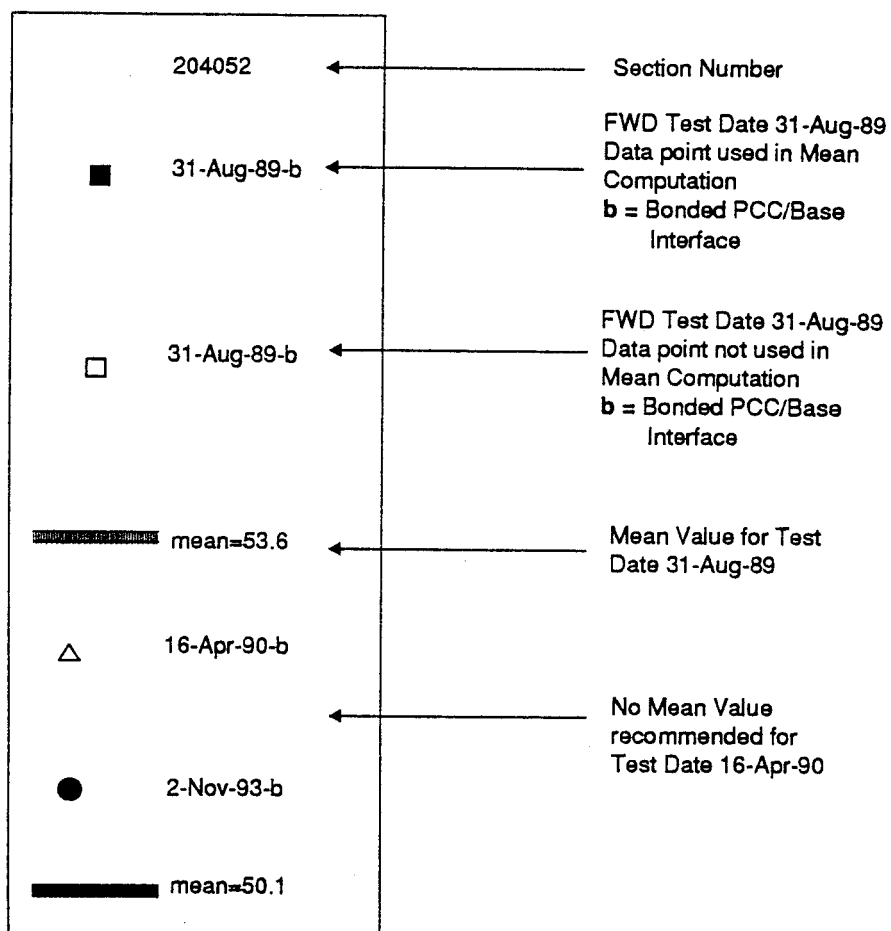 204052
Section Number
31-Aug-89-b
FWD Test Date 31-Aug-89
Data point used in Mean
Computation
b = Bonded PCC/Base
Interface
31-Aug-89-b
FWD Test Date 31-Aug-89
Data point not used in
Mean Computation
b = Bonded PCC/Base
Interface
mean=53.6
Mean Value for Test
Date 31-Aug-89
16-Apr-90-b
No Mean Value
recommended for
Test Date 16-Apr-90
2-Nov-93-b
mean=50.1